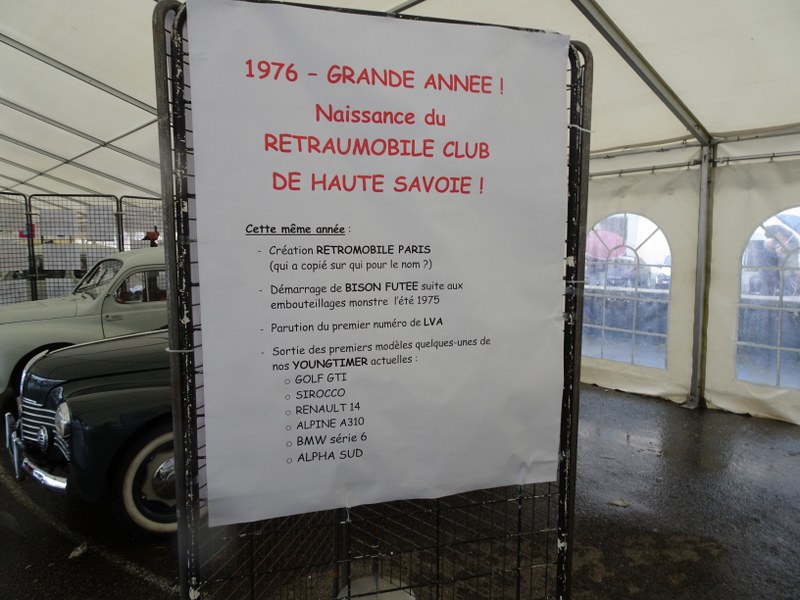 1976 – GRANDE ANNEE !
Naissance du
RETRAUMOBILE CLUB
DE HAUTE SAVOIE !
Cette même année :
- Création RETROMOBILE PARIS
(qui a copié sur qui pour le nom ?)
- Démarrage de BISON FUTEE suite aux
embouteillages monstre l'été 1975
- Parution du premier numéro de LVA
- Sortie des premiers modèles quelques-unes de
nos YOUNGTIMER actuelles :
o GOLF GTI
o SIROCCO
o RENAULT 14
o ALPINE A310
o BMW série 6
o ALPHA SUD